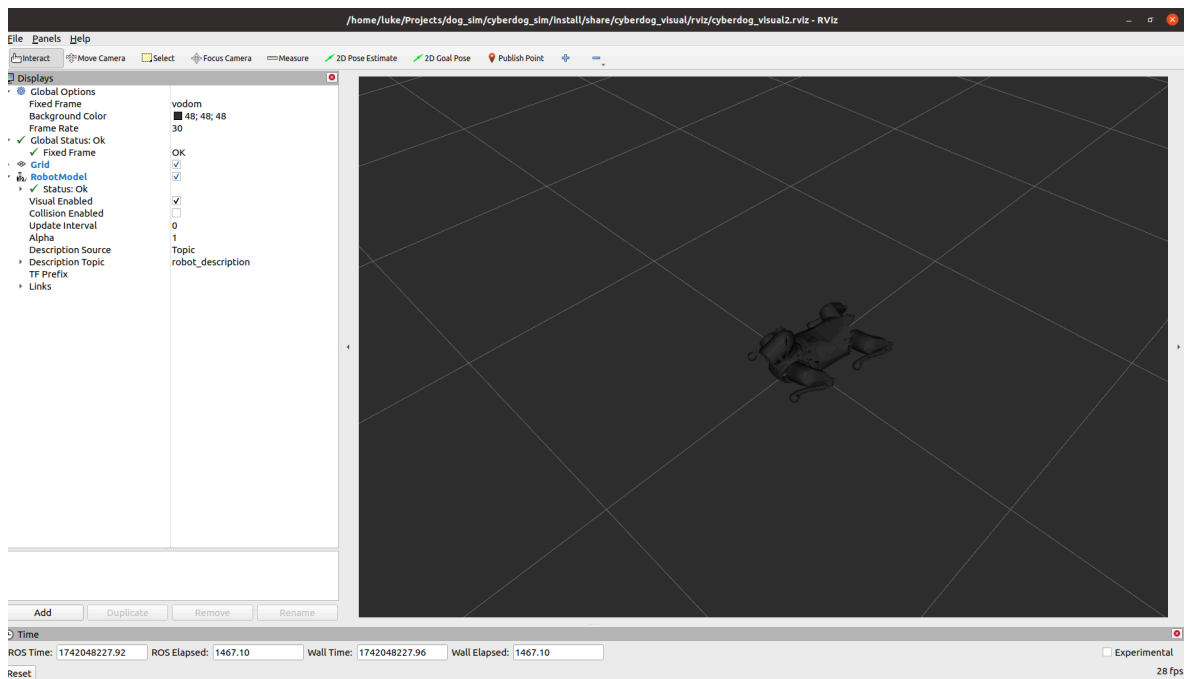 /home/luke/Projects/dog_sim/cyberdog_sim/install/share/cyberdog_visual/rviz/cyberdog_visual2.rviz - RViz
File Panels Help
Interact Move Camera Select Focus Camera Measure 2D Pose Estimate 2D Goal Pose Publish Point
Displays
Global Options
Fixed Frame vodom
Background Color 48; 48; 48
Frame Rate 30
Global Status: Ok
Fixed Frame OK
Grid
RobotModel
Status: Ok
Visual Enabled
Collision Enabled
Update Interval 0
Alpha 1
Description Source Topic
Description Topic robot_description
TF Prefix
Links
Add Duplicate Remove Rename
Time
ROS Time: 1742048227.92 ROS Elapsed: 1467.10 Wall Time: 1742048227.96 Wall Elapsed: 1467.10 Experimental
Reset 28 fps